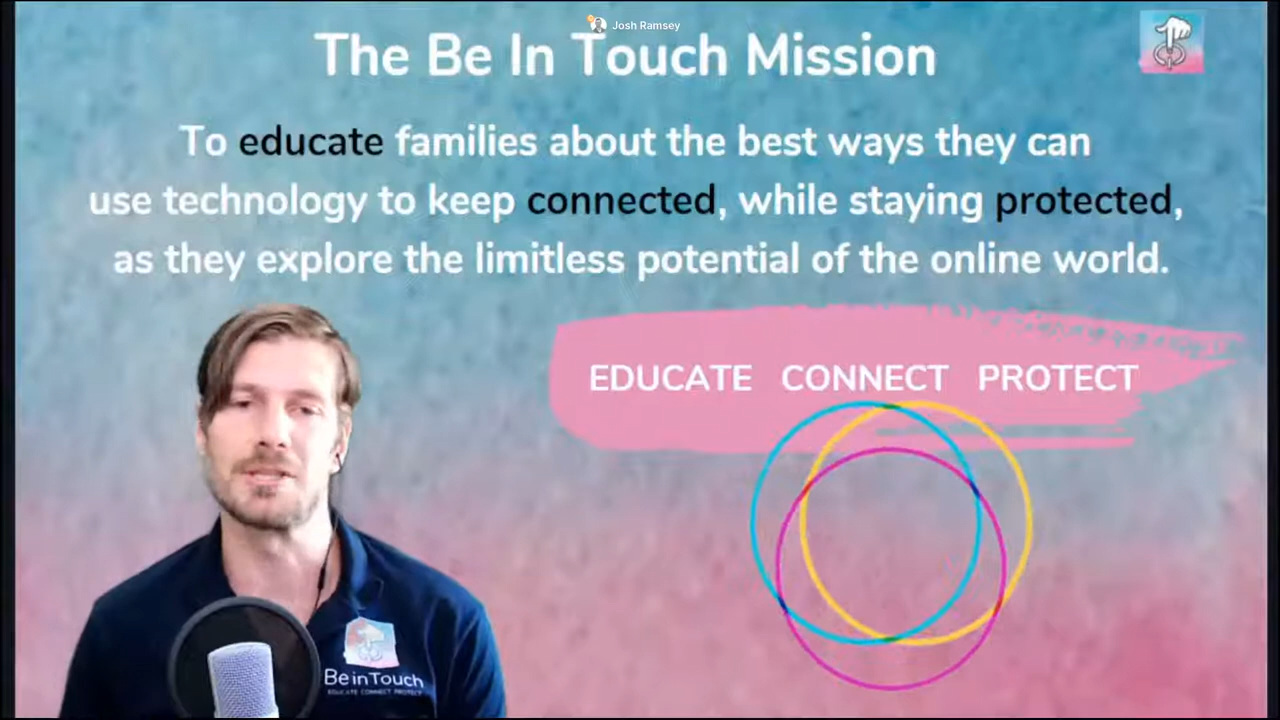 Josh Ramsey
The Be In Touch Mission
To educate families about the best ways they can
use technology to keep connected, while staying protected,
as they explore the limitless potential of the online world.
EDUCATE CONNECT PROTECT
Be in Touch
EDUCATE CONNECT PROTECT